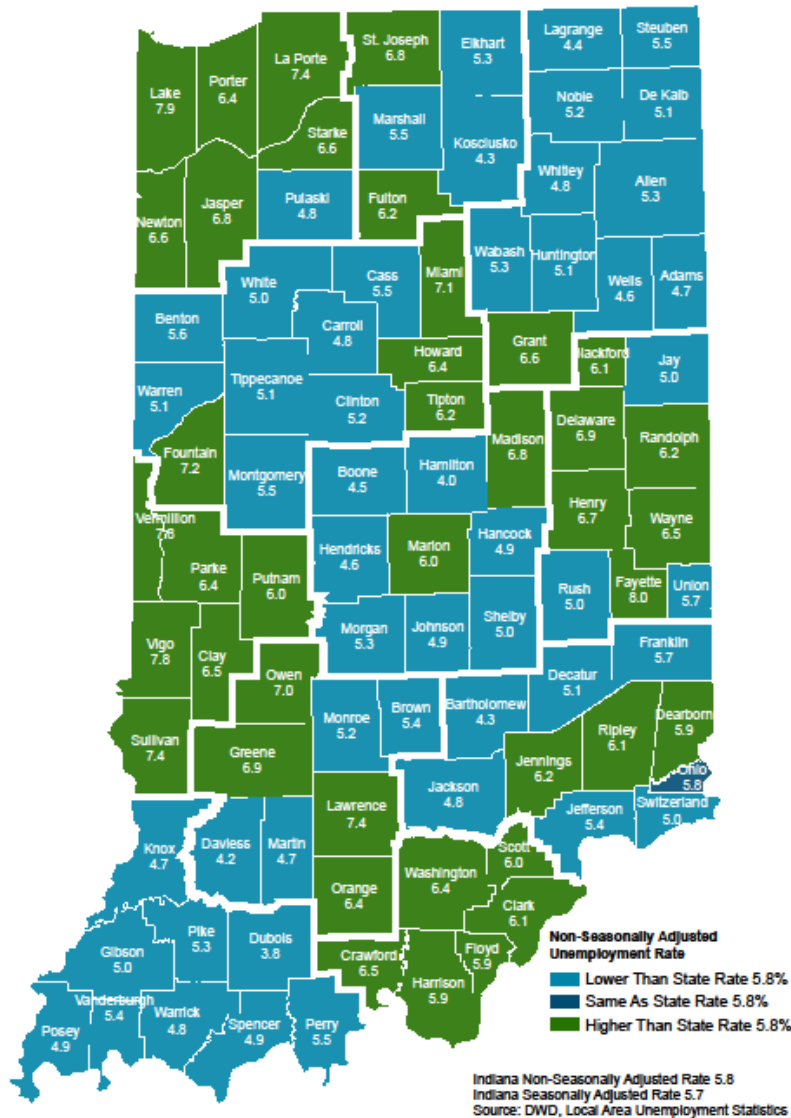 St. Joseph
6.8
Elkhart
5.3
Lagrange
4.4
Steuben
5.5
La Porte
7.4
Porter
6.4
Lake
7.9
Noble
5.2
De Kalb
5.1
Marshall
5.5
Kosciusko
4.3
Starke
6.6
Whitley
4.8
Allen
5.3
Pulaski
4.8
Fulton
6.2
Jasper
6.8
Newton
6.6
Miami
7.1
Wabash
5.3
Huntington
5.1
Wells
4.6
Adams
4.7
White
5.0
Cass
5.5
Benton
5.6
Carroll
4.8
Grant
6.6
Howard
6.4
Blackford
6.1
Jay
5.0
Warren
5.1
Tippecanoe
5.1
Clinton
5.2
Tipton
6.2
Madison
6.8
Delaware
6.9
Randolph
6.2
Fountain
7.2
Montgomery
5.5
Boone
4.5
Hamilton
4.0
Henry
6.7
Wayne
6.5
Vermillion
7.8
Parke
6.4
Putnam
6.0
Hendricks
4.6
Marion
6.0
Hancock
4.9
Rush
5.0
Fayette
8.0
Union
5.7
Vigo
7.8
Clay
6.5
Morgan
5.3
Johnson
4.9
Shelby
5.0
Franklin
5.7
Owen
7.0
Decatur
5.1
Monroe
5.2
Brown
5.4
Bartholomew
4.3
Dearborn
5.9
Ripley
6.1
Sullivan
7.4
Greene
6.9
Jennings
6.2
Ohio
5.8
Jackson
4.8
Switzerland
5.0
Jefferson
5.4
Lawrence
7.4
Knox
4.7
Daviess
4.2
Martin
4.7
Scott
6.0
Washington
6.4
Orange
6.4
Clark
6.1
Pike
5.3
Dubois
3.8
Gibson
5.0
Crawford
6.5
Floyd
5.9
Harrison
5.9
Vanderburgh
5.4
Warrick
4.8
Posey
4.9
Spencer
4.9
Perry
5.5
Non-Seasonally Adjusted
Unemployment Rate
Lower Than State Rate 5.8%
Same As State Rate 5.8%
Higher Than State Rate 5.8%
Indiana Non-Seasonally Adjusted Rate 5.8
Indiana Seasonally Adjusted Rate 5.7
Source: DWD, Local Area Unemployment Statistics